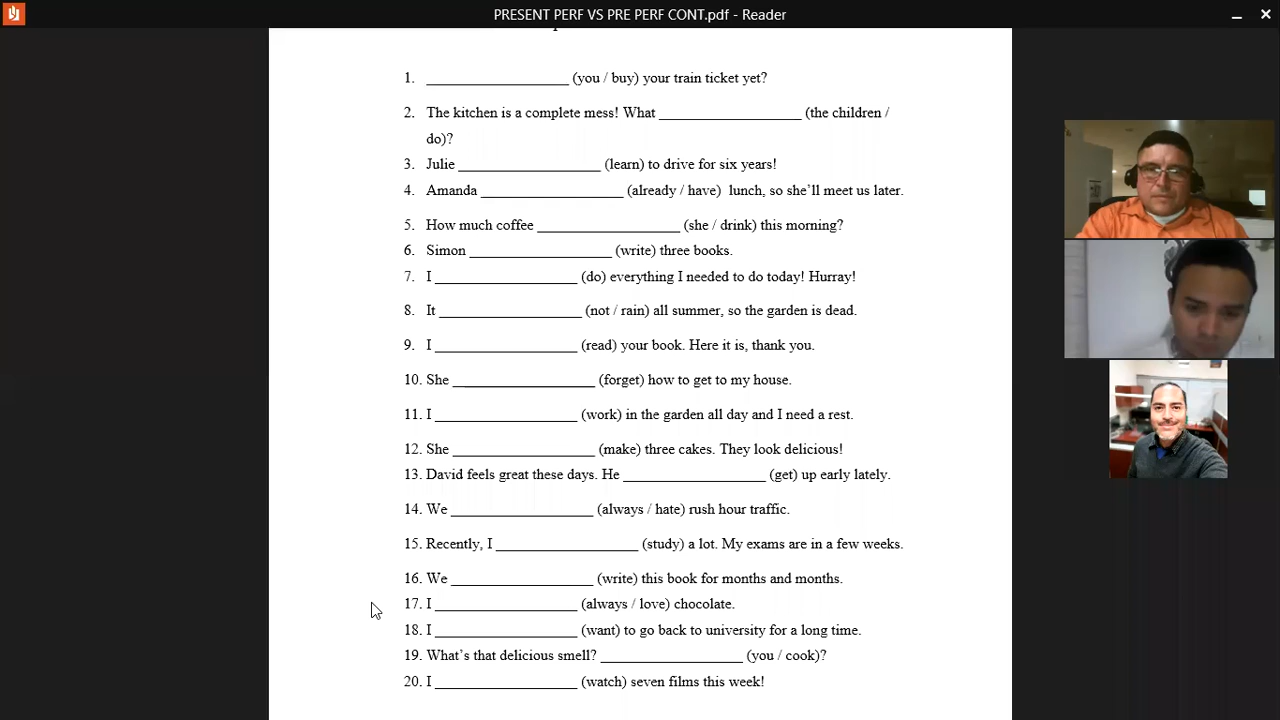 PRESENT PERF VS PRE PERF CONT.pdf - Reader
1. ___________________ (you / buy) your train ticket yet?
2. The kitchen is a complete mess! What ___________________ (the children /
do)?
3. Julie ___________________ (learn) to drive for six years!
4. Amanda ___________________ (already / have) lunch, so she’ll meet us later.
5. How much coffee ___________________ (she / drink) this morning?
6. Simon ___________________ (write) three books.
7. I ___________________ (do) everything I needed to do today! Hurray!
8. It ___________________ (not / rain) all summer, so the garden is dead.
9. I ___________________ (read) your book. Here it is, thank you.
10. She ___________________ (forget) how to get to my house.
11. I ___________________ (work) in the garden all day and I need a rest.
12. She ___________________ (make) three cakes. They look delicious!
13. David feels great these days. He ___________________ (get) up early lately.
14. We ___________________ (always / hate) rush hour traffic.
15. Recently, I ___________________ (study) a lot. My exams are in a few weeks.
16. We ___________________ (write) this book for months and months.
17. I ___________________ (always / love) chocolate.
18. I ___________________ (want) to go back to university for a long time.
19. What’s that delicious smell? ___________________ (you / cook)?
20. I ___________________ (watch) seven films this week!